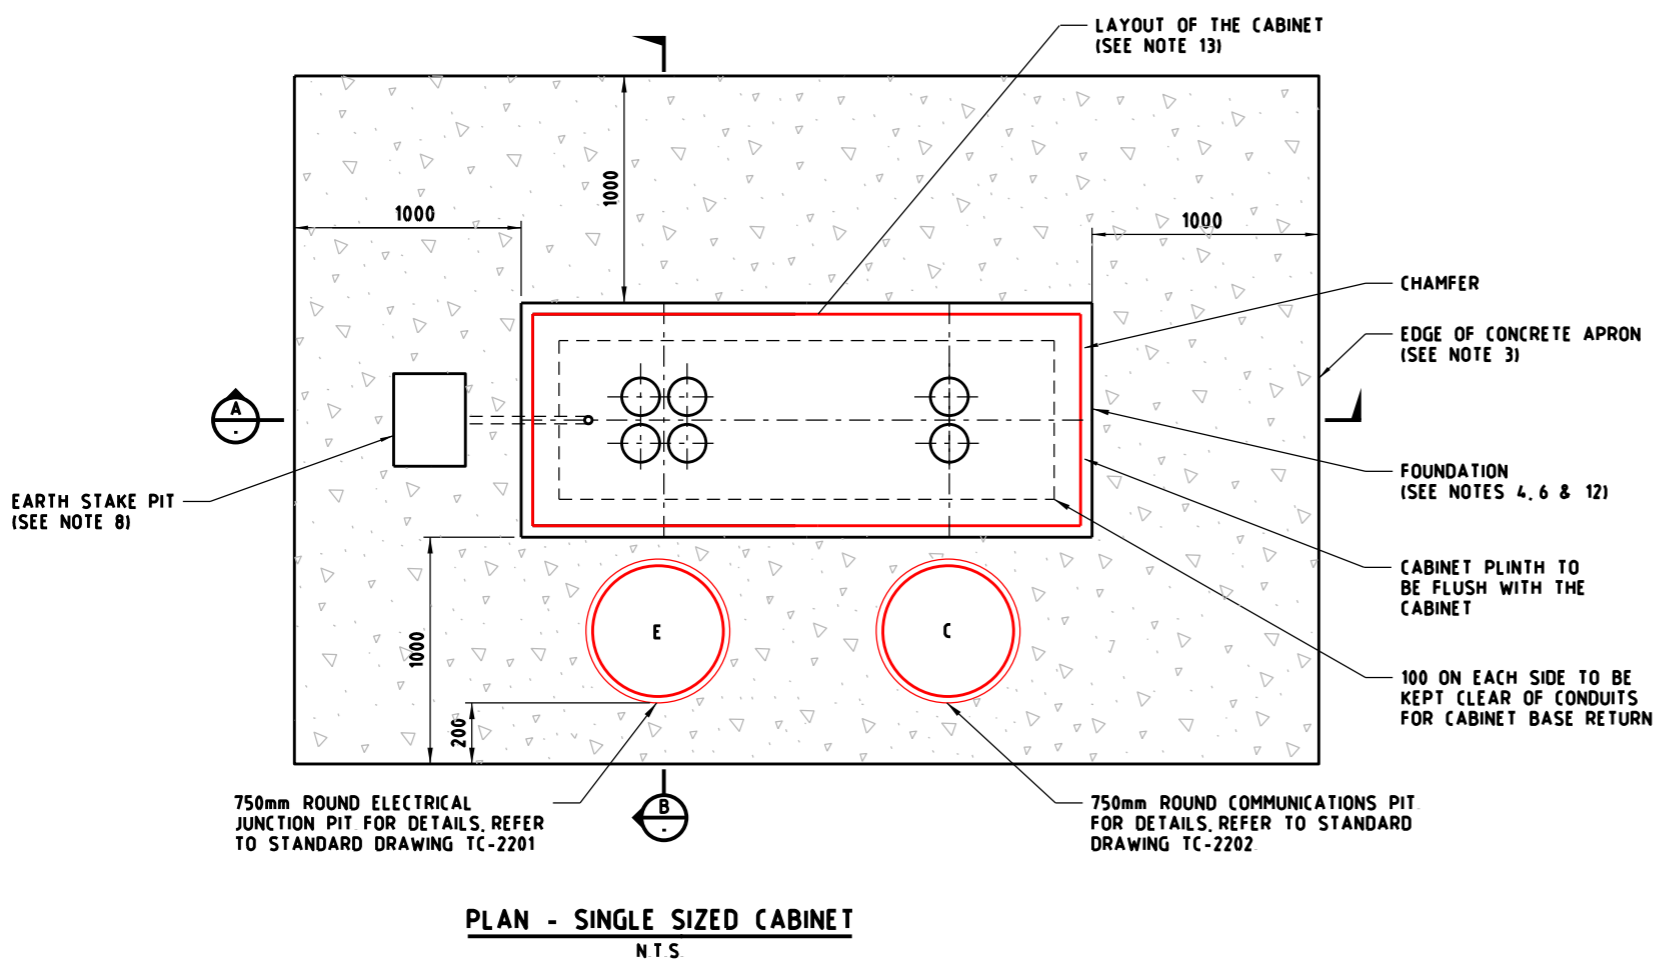 LAYOUT OF THE CABINET
(SEE NOTE 13)
1000
1000
1000
CHAMFER
EDGE OF CONCRETE APRON
(SEE NOTE 3)
A
-
EARTH STAKE PIT
(SEE NOTE 8)
FOUNDATION
(SEE NOTES 4, 6 & 12)
CABINET PLINTH TO
BE FLUSH WITH THE
CABINET
E
C
1000
200
100 ON EACH SIDE TO BE
KEPT CLEAR OF CONDUITS
FOR CABINET BASE RETURN
750mm ROUND ELECTRICAL
JUNCTION PIT. FOR DETAILS, REFER
TO STANDARD DRAWING TC-2201
B
-
750mm ROUND COMMUNICATIONS PIT.
FOR DETAILS, REFER TO STANDARD
DRAWING TC-2202.
PLAN - SINGLE SIZED CABINET
N.T.S.